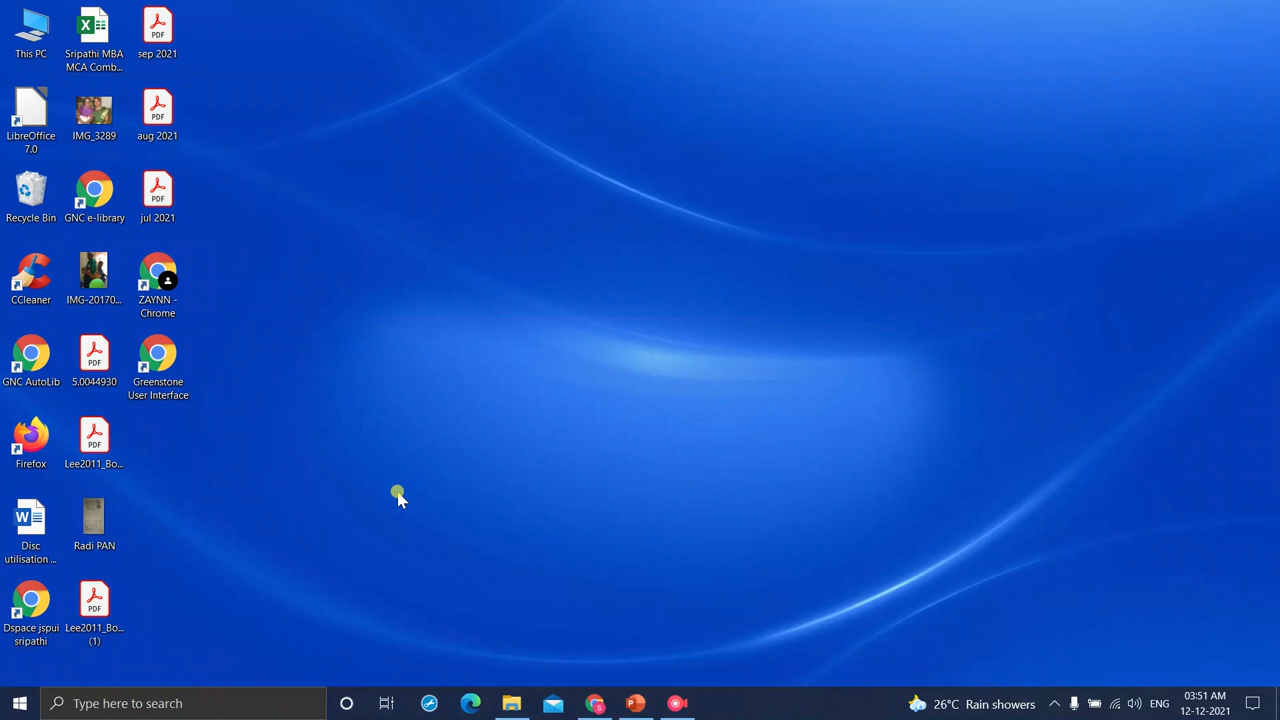 This PC
Sripathi MBA
MCA Comb...
sep 2021
LibreOffice
7.0
IMG_3289
aug 2021
Recycle Bin
GNC e-library
jul 2021
CCleaner
IMG-20170...
ZAYNN -
Chrome
GNC AutoLib
5.0044930
Greenstone
User Interface
Firefox
Lee2011_Bo...
Disc
utilisation ...
Radi PAN
Dspace jspui
sripathi
Lee2011_Bo...
(1)
PDF
PDF
PDF
PDF
PDF
PDF
Type here to search
26°C Rain showers
ENG
03:51 AM
12-12-2021